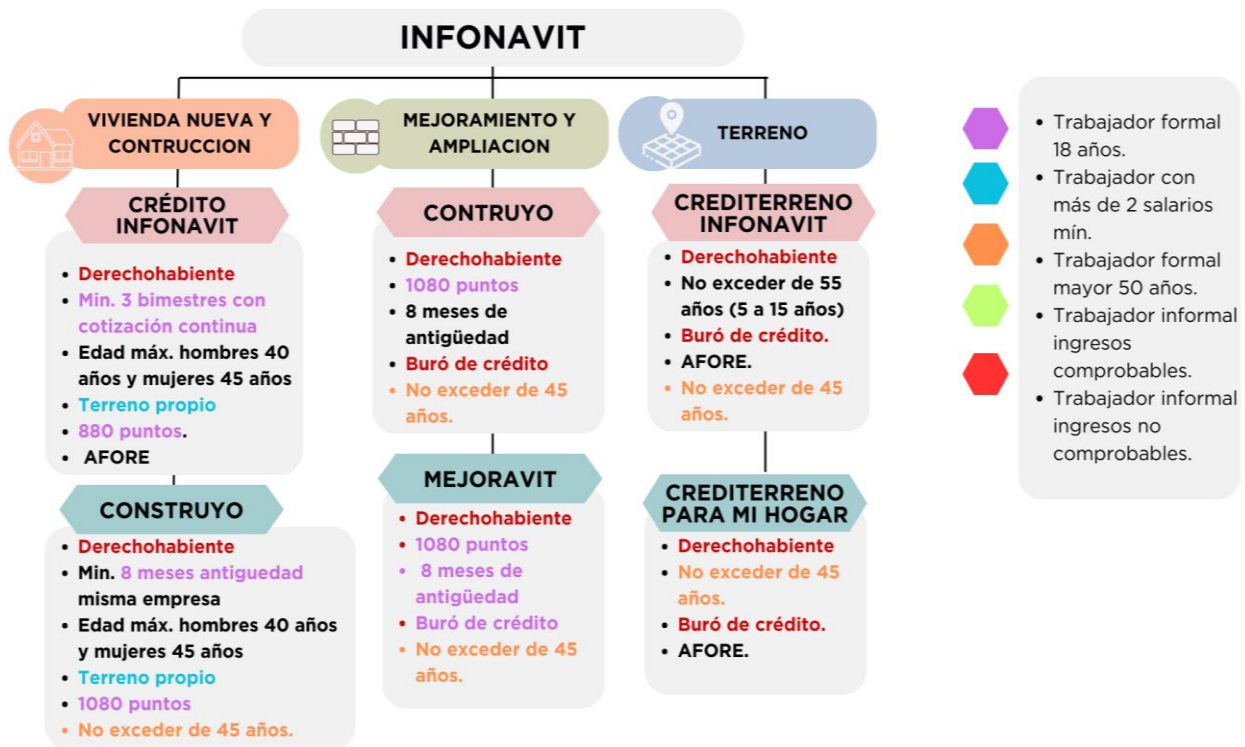 INFONAVIT
VIVIENDA NUEVA Y
CONTRUCCION
CRÉDITO
INFONAVIT
• Derechohabiente
• Min. 3 bimestres con
cotización continua
• Edad máx. hombres 40
años y mujeres 45 años
• Terreno propio
• 880 puntos.
• AFORE
CONSTRUYO
• Derechohabiente
• Min. 8 meses antiguedad
misma empresa
• Edad máx. hombres 40 años
y mujeres 45 años
• Terreno propio
• 1080 puntos
• No exceder de 45 años.
MEJORAMIENTO Y
AMPLIACION
CONTRUYO
• Derechohabiente
• 1080 puntos
• 8 meses de
antigüedad
• Buró de crédito
• No exceder de 45
años.
MEJORAVIT
• Derechohabiente
• 1080 puntos
• 8 meses de
antigüedad
• Buró de crédito
• No exceder de 45
años.
TERRENO
CREDITERRENO
INFONAVIT
• Derechohabiente
• No exceder de 55
años (5 a 15 años)
• Buró de crédito.
• AFORE.
• No exceder de 45
años.
CREDITERRENO
PARA MI HOGAR
• Derechohabiente
• No exceder de 45
años.
• Buró de crédito.
• AFORE.
• Trabajador formal
18 años.
• Trabajador con
más de 2 salarios
mín.
• Trabajador formal
mayor 50 años.
• Trabajador informal
ingresos
comprobables.
• Trabajador informal
ingresos no
comprobables.